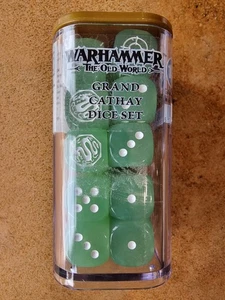 WARHAMMER
THE OLD WORLD
GRAND
CATHAY
DICE SET